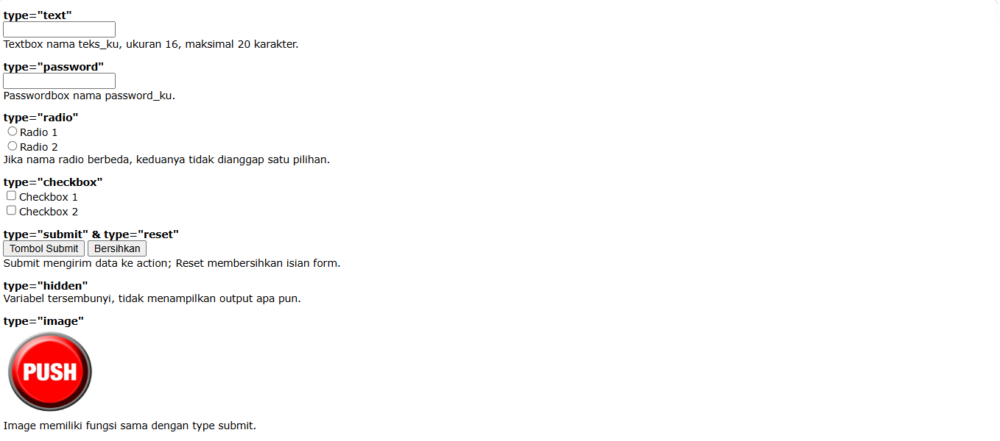 type="text"
Textbox nama teks_ku, ukuran 16, maksimal 20 karakter.
type="password"
Passwordbox nama password_ku.
type="radio"
Radio 1
Radio 2
Jika nama radio berbeda, keduanya tidak dianggap satu pilihan.
type="checkbox"
Checkbox 1
Checkbox 2
type="submit" & type="reset"
Tombol Submit Bersihkan
Submit mengirim data ke action; Reset membersihkan isian form.
type="hidden"
Variabel tersembunyi, tidak menampilkan output apa pun.
type="image"
PUSH
Image memiliki fungsi sama dengan type submit.